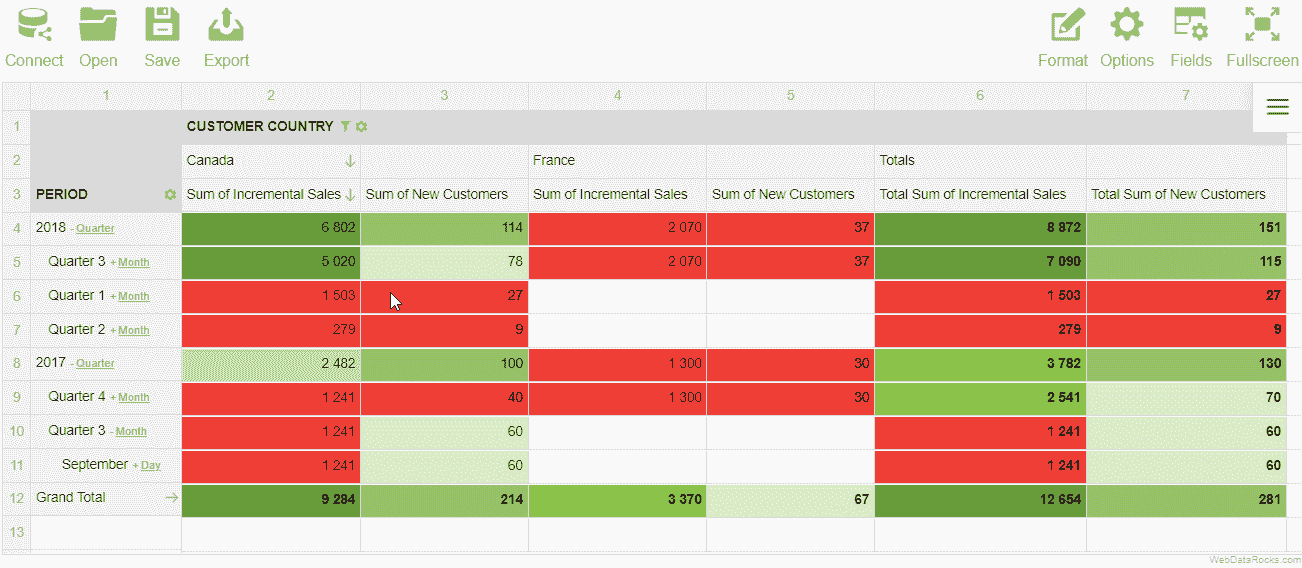 Connect Open Save Export Format Options Fields Fullscreen
1 2 3 4 5 6 7
1 CUSTOMER COUNTRY
2 Canada France Totals
3 PERIOD Sum of Incremental Sales Sum of New Customers Sum of Incremental Sales Sum of New Customers Total Sum of Incremental Sales Total Sum of New Customers
4 2018 - Quarter 6 802 114 2 070 37 8 872 151
5 Quarter 3 + Month 5 020 78 2 070 37 7 090 115
6 Quarter 1 + Month 1 503 27 1 503 27
7 Quarter 2 + Month 279 9 279 9
8 2017 - Quarter 2 482 100 1 300 30 3 782 130
9 Quarter 4 + Month 1 241 40 1 300 30 2 541 70
10 Quarter 3 - Month 1 241 60 1 241 60
11 September + Day 1 241 60 1 241 60
12 Grand Total 9 284 214 3 370 67 12 654 281
13
WebDataRocks.com